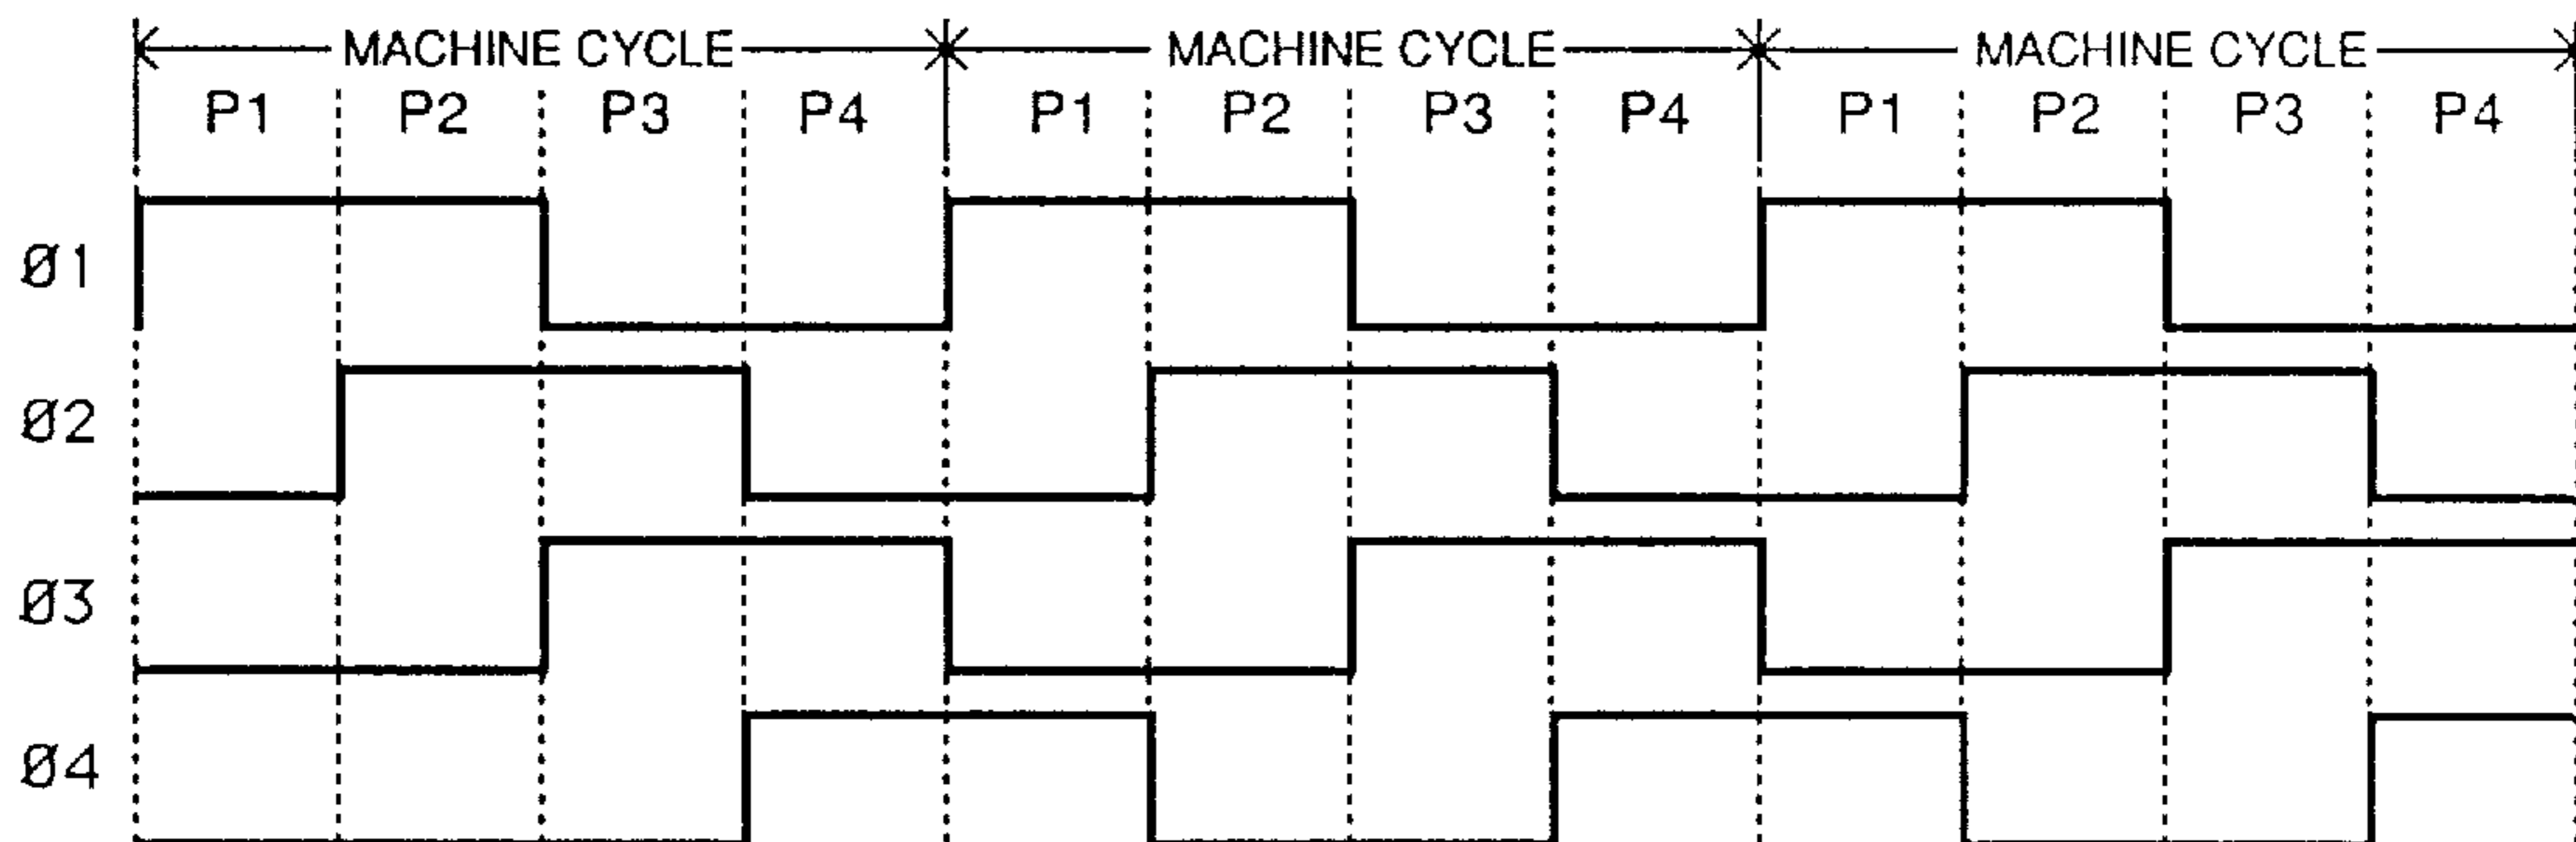 MACHINE CYCLE MACHINE CYCLE MACHINE CYCLE
P1 P2 P3 P4 P1 P2 P3 P4 P1 P2 P3 P4
Ø1
Ø2
Ø3
Ø4